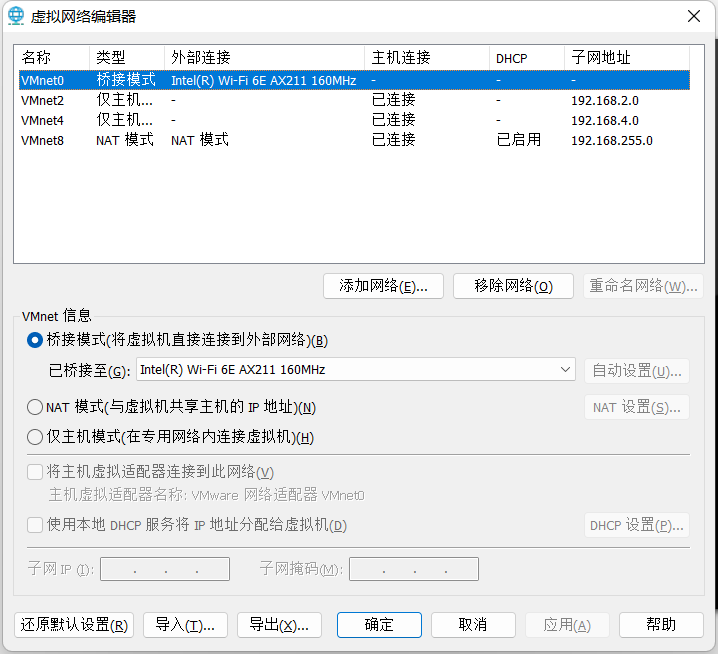 虚拟网络编辑器
名称 类型 外部连接 主机连接 DHCP 子网地址
VMnet0 桥接模式 Intel(R) Wi-Fi 6E AX211 160MHz - - -
VMnet2 仅主机... - 已连接 - 192.168.2.0
VMnet4 仅主机... - 已连接 - 192.168.4.0
VMnet8 NAT 模式 NAT 模式 已连接 已启用 192.168.255.0
添加网络(E)... 移除网络(O) 重命名网络(W)...
VMnet 信息
桥接模式(将虚拟机直接连接到外部网络)(B)
已桥接至(G): Intel(R) Wi-Fi 6E AX211 160MHz 自动设置(U)...
NAT 模式(与虚拟机共享主机的 IP 地址)(N) NAT 设置(S)...
仅主机模式(在专用网络内连接虚拟机)(H)
将主机虚拟适配器连接到此网络(V)
主机虚拟适配器名称: VMware 网络适配器 VMnet0
使用本地 DHCP 服务将 IP 地址分配给虚拟机(D) DHCP 设置(P)...
子网 IP (I): . . . 子网掩码(M): . . .
还原默认设置(R) 导入(T)... 导出(X)... 确定 取消 应用(A) 帮助